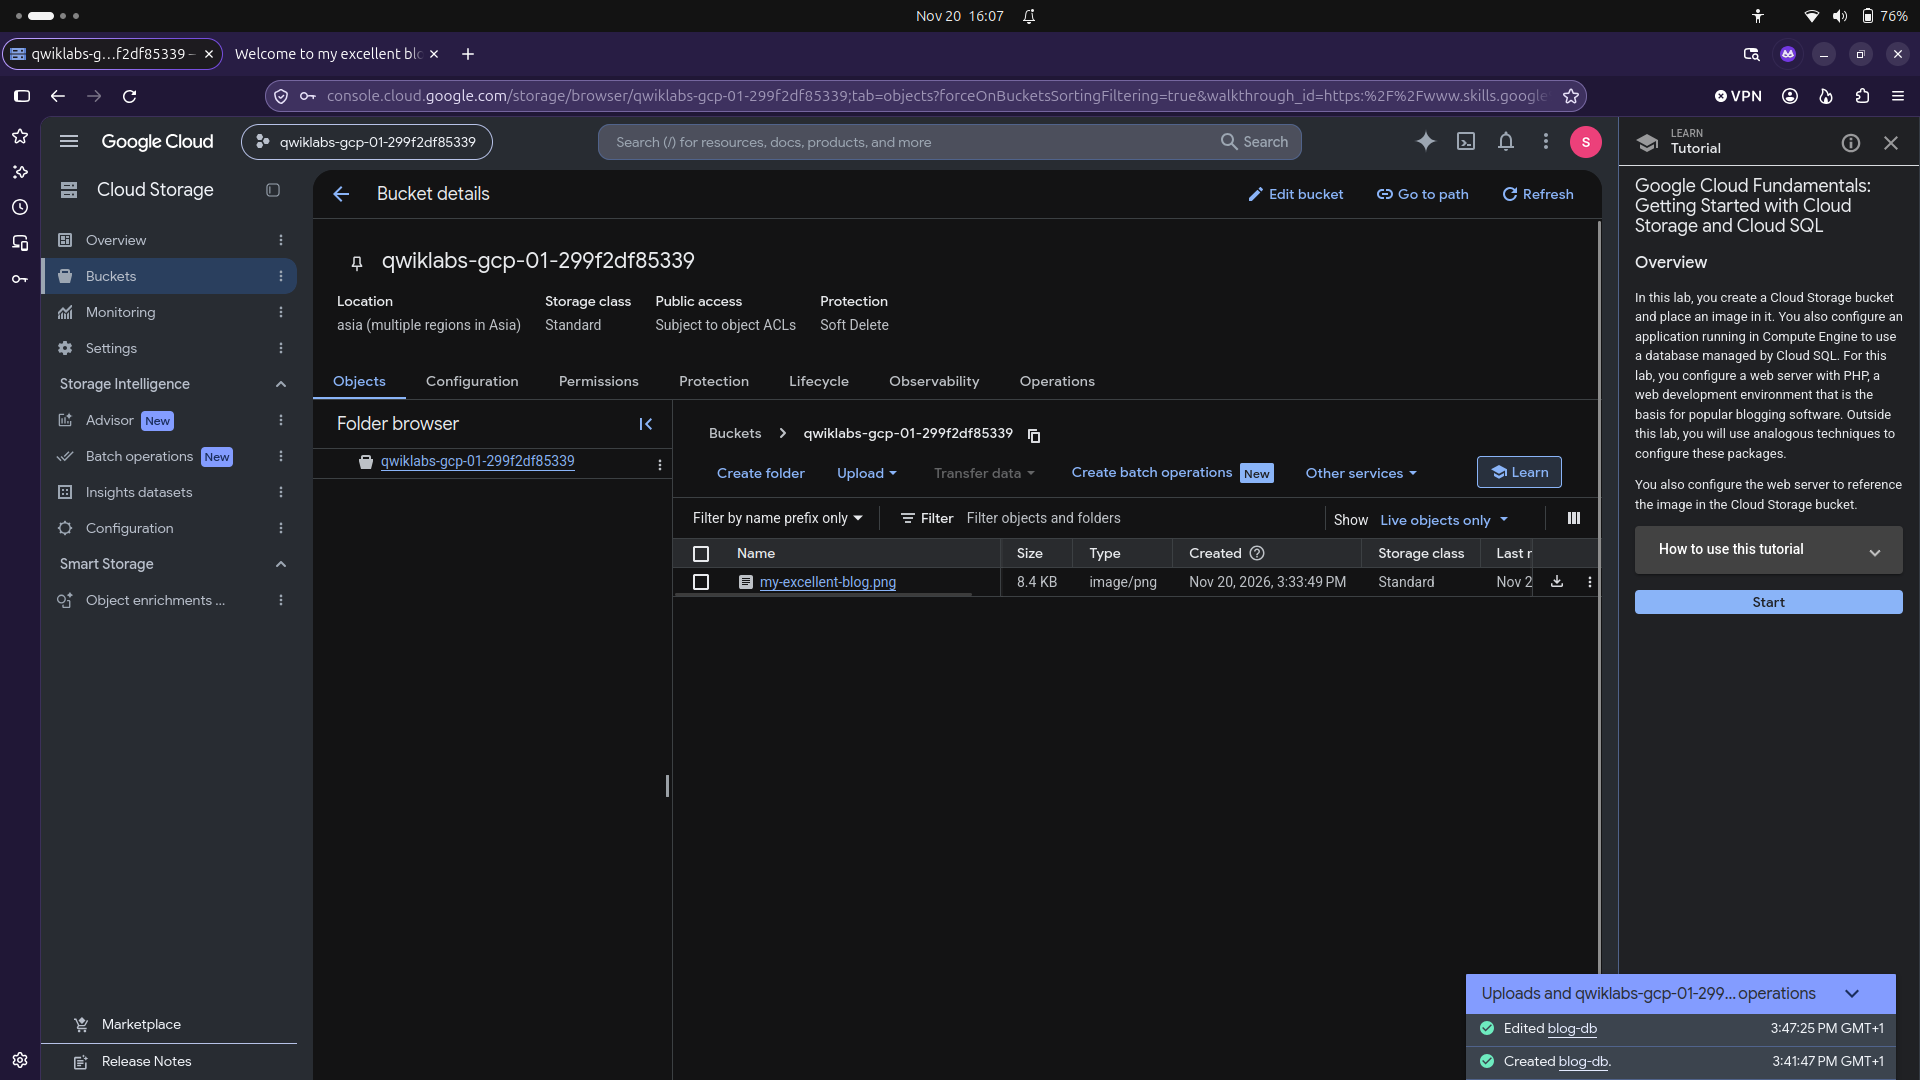 Nov 20 16:07
76%
qwiklabs-g…f2df85339 –
Welcome to my excellent blo
VPN
console.cloud.google.com/storage/browser/qwiklabs-gcp-01-299f2df85339;tab=objects?forceOnBucketsSortingFiltering=true&walkthrough_id=https:%2F%2Fwww.skills.google
Google Cloud
qwiklabs-gcp-01-299f2df85339
Search (/) for resources, docs, products, and more
Search
S
LEARN
Tutorial
Cloud Storage
Overview
Buckets
Monitoring
Settings
Storage Intelligence
Advisor New
Batch operations New
Insights datasets
Configuration
Smart Storage
Object enrichments ...
Marketplace
Release Notes
Bucket details
Edit bucket
Go to path
Refresh
qwiklabs-gcp-01-299f2df85339
Location
asia (multiple regions in Asia)
Storage class
Standard
Public access
Subject to object ACLs
Protection
Soft Delete
Objects
Configuration
Permissions
Protection
Lifecycle
Observability
Operations
Folder browser
qwiklabs-gcp-01-299f2df85339
Buckets > qwiklabs-gcp-01-299f2df85339
Create folder
Upload
Transfer data
Create batch operations New
Other services
Learn
Filter by name prefix only
Filter
Filter objects and folders
Show
Live objects only
Name
Size
Type
Created
Storage class
Last r
my-excellent-blog.png
8.4 KB
image/png
Nov 20, 2026, 3:33:49 PM
Standard
Nov 2
Google Cloud Fundamentals:
Getting Started with Cloud
Storage and Cloud SQL
Overview
In this lab, you create a Cloud Storage bucket
and place an image in it. You also configure an
application running in Compute Engine to use
a database managed by Cloud SQL. For this
lab, you configure a web server with PHP, a
web development environment that is the
basis for popular blogging software. Outside
this lab, you will use analogous techniques to
configure these packages.
You also configure the web server to reference
the image in the Cloud Storage bucket.
How to use this tutorial
Start
Uploads and qwiklabs-gcp-01-299... operations
Edited blog-db
3:47:25 PM GMT+1
Created blog-db.
3:41:47 PM GMT+1